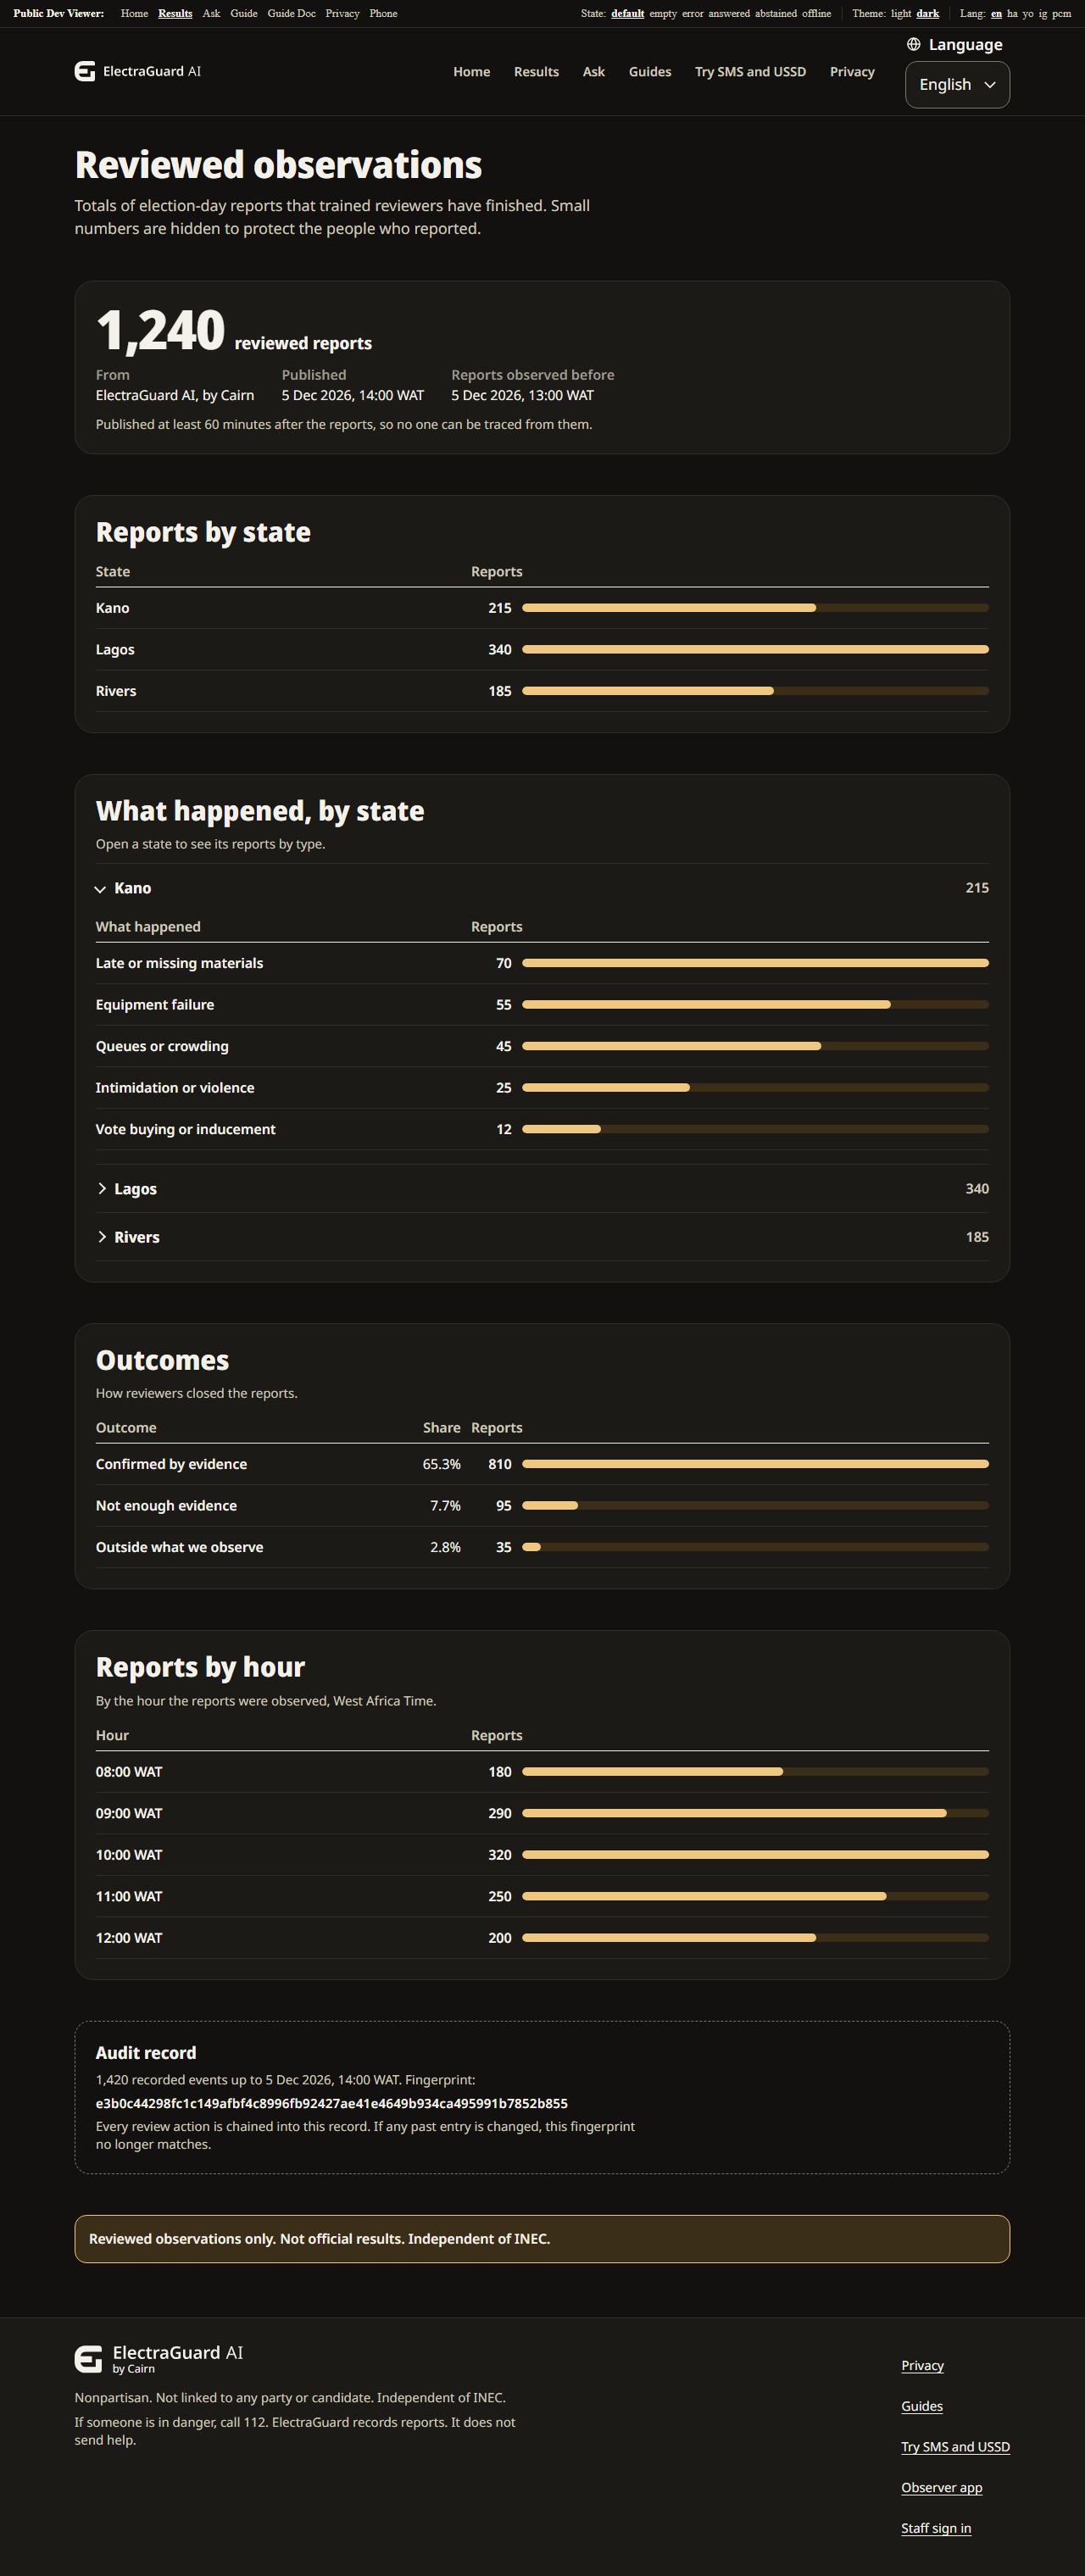 Public Dev Viewer: Home Results Ask Guide Guide Doc Privacy Phone State: default empty error answered abstained offline Theme: light dark Lang: en ha yo ig pcm
ElectraGuard AI
Home Results Ask Guides Try SMS and USSD Privacy
Language
English
Reviewed observations
Totals of election-day reports that trained reviewers have finished. Small
numbers are hidden to protect the people who reported.
1,240 reviewed reports
From Published Reports observed before
ElectraGuard AI, by Cairn 5 Dec 2026, 14:00 WAT 5 Dec 2026, 13:00 WAT
Published at least 60 minutes after the reports, so no one can be traced from them.
Reports by state
State Reports
Kano 215
Lagos 340
Rivers 185
What happened, by state
Open a state to see its reports by type.
Kano 215
What happened Reports
Late or missing materials 70
Equipment failure 55
Queues or crowding 45
Intimidation or violence 25
Vote buying or inducement 12
Lagos 340
Rivers 185
Outcomes
How reviewers closed the reports.
Outcome Share Reports
Confirmed by evidence 65.3% 810
Not enough evidence 7.7% 95
Outside what we observe 2.8% 35
Reports by hour
By the hour the reports were observed, West Africa Time.
Hour Reports
08:00 WAT 180
09:00 WAT 290
10:00 WAT 320
11:00 WAT 250
12:00 WAT 200
Audit record
1,420 recorded events up to 5 Dec 2026, 14:00 WAT. Fingerprint:
e3b0c44298fc1c149afbf4c8996fb92427ae41e4649b934ca495991b7852b855
Every review action is chained into this record. If any past entry is changed, this fingerprint
no longer matches.
Reviewed observations only. Not official results. Independent of INEC.
ElectraGuard AI
by Cairn
Nonpartisan. Not linked to any party or candidate. Independent of INEC.
If someone is in danger, call 112. ElectraGuard records reports. It does not
send help.
Privacy
Guides
Try SMS and USSD
Observer app
Staff sign in